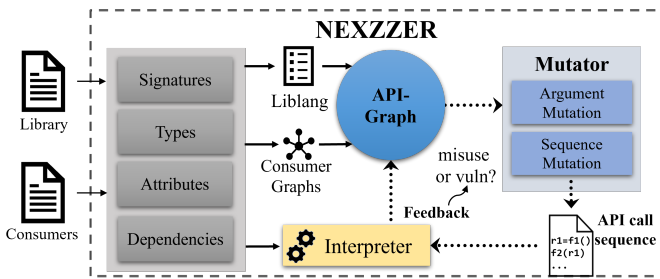 NEXZZER
Library
Consumers
Signatures
Types
Attributes
Dependencies
Liblang
Consumer
Graphs
API-
Graph
Mutator
Argument
Mutation
Sequence
Mutation
misuse
or vuln?
Feedback
Interpreter
API call
sequence
r1=f1()
f2(r1)
...